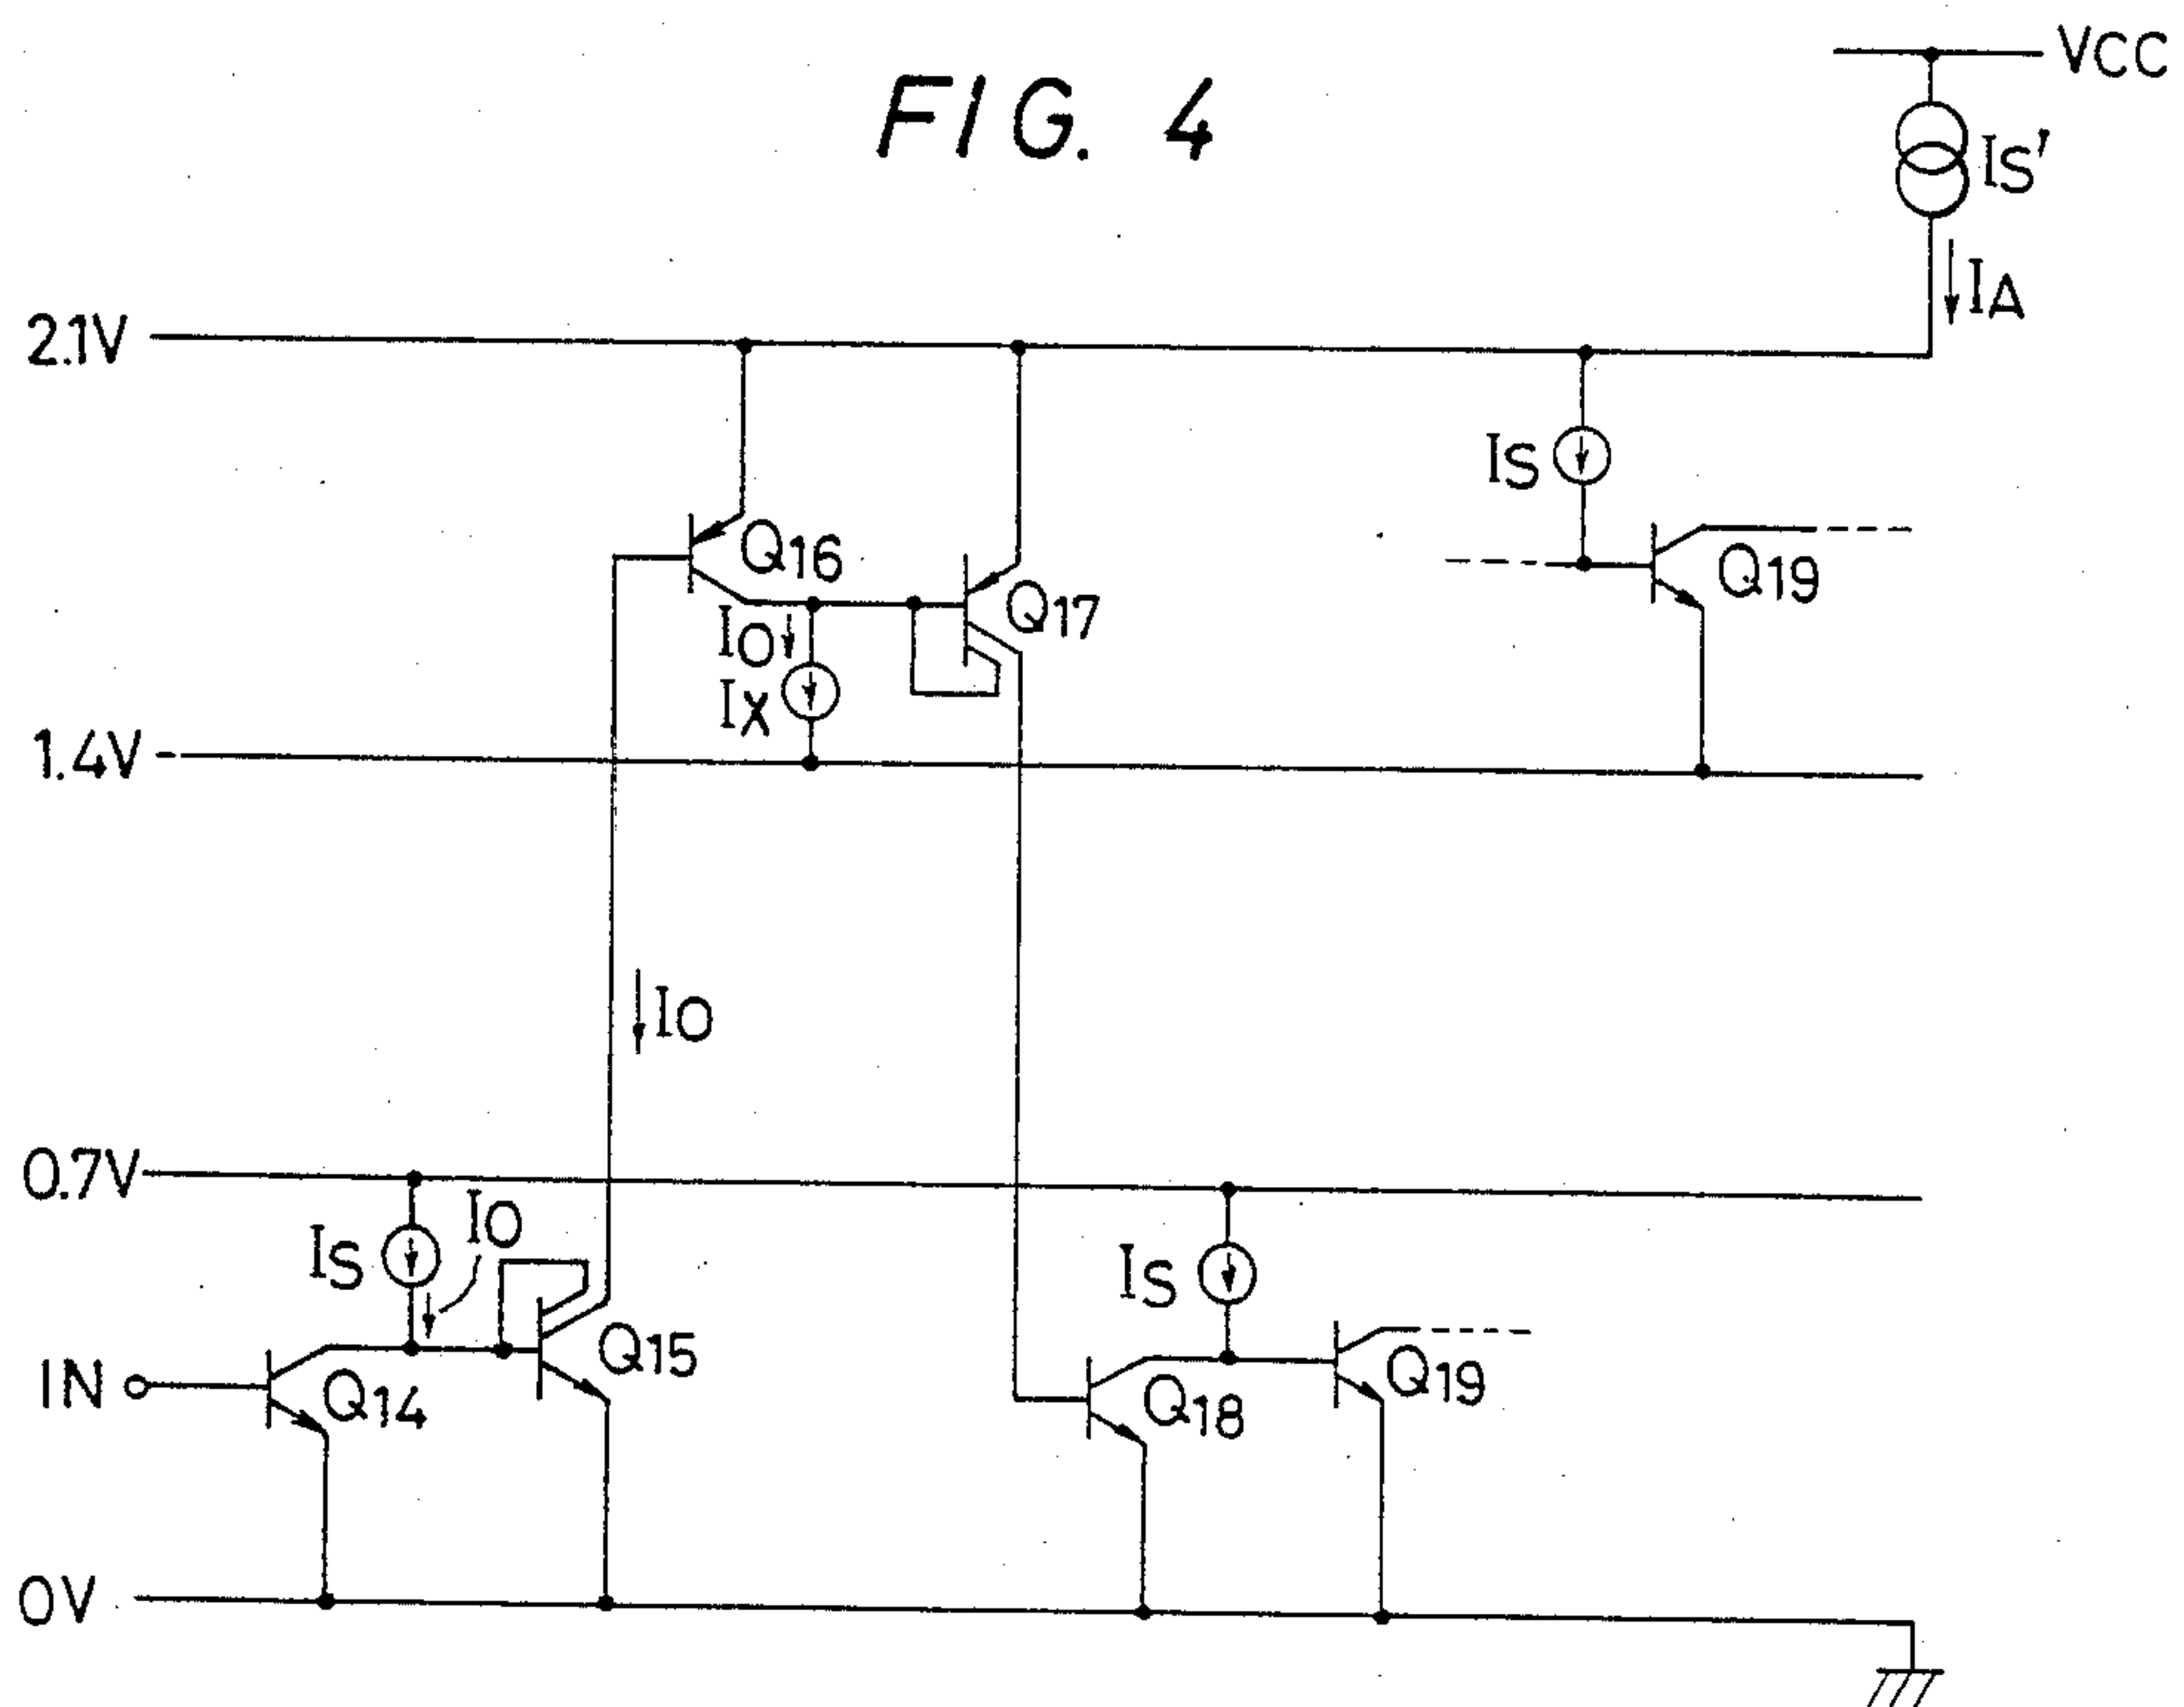 FIG. 4
VCC
IS'
IA
2.1V
IS
Q16
Q19
Q17
IO
IX
1.4V
IO
0.7V
IO
IS
IS
Q15
IN
Q14
Q18
Q19
0V